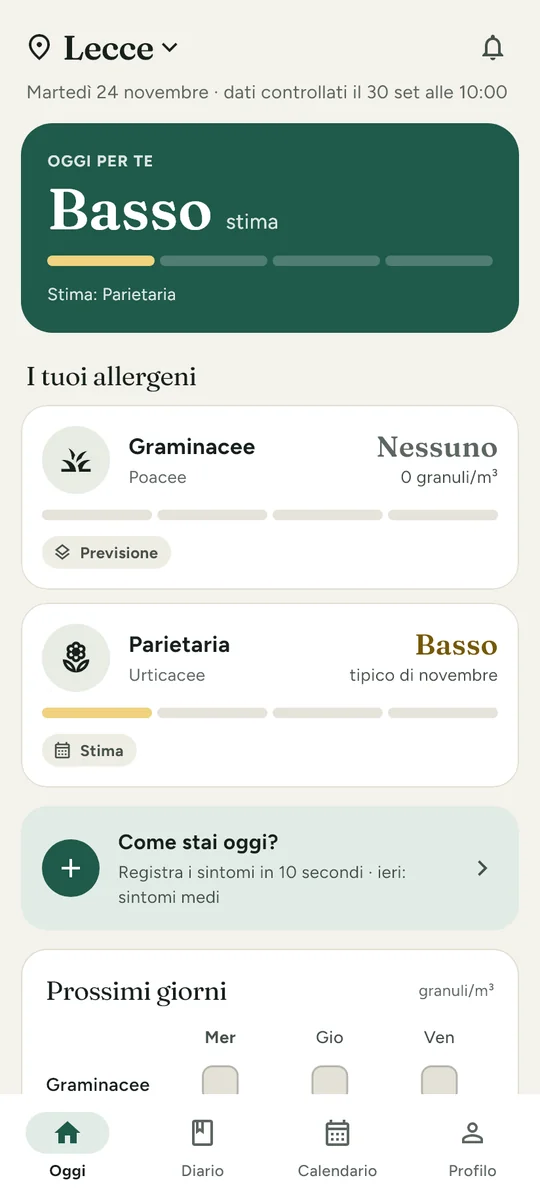 Lecce
Martedì 24 novembre · dati controllati il 30 set alle 10:00
OGGI PER TE
Basso stima
Stima: Parietaria
I tuoi allergeni
Graminacee
Nessuno
Poacee
0 granuli/m³
Previsione
Parietaria
Basso
Urticacee
tipico di novembre
Stima
Come stai oggi?
Registra i sintomi in 10 secondi · ieri:
sintomi medi
Prossimi giorni
granuli/m³
Mer Gio Ven
Graminacee
Oggi Diario Calendario Profilo